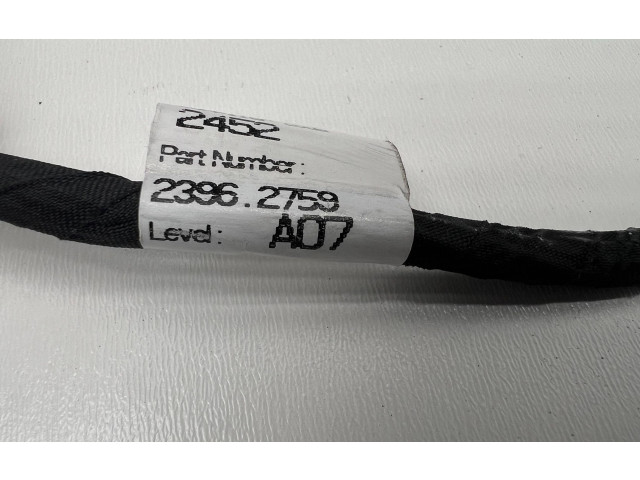 2452
Part Number:
2396.2759
Level: A07